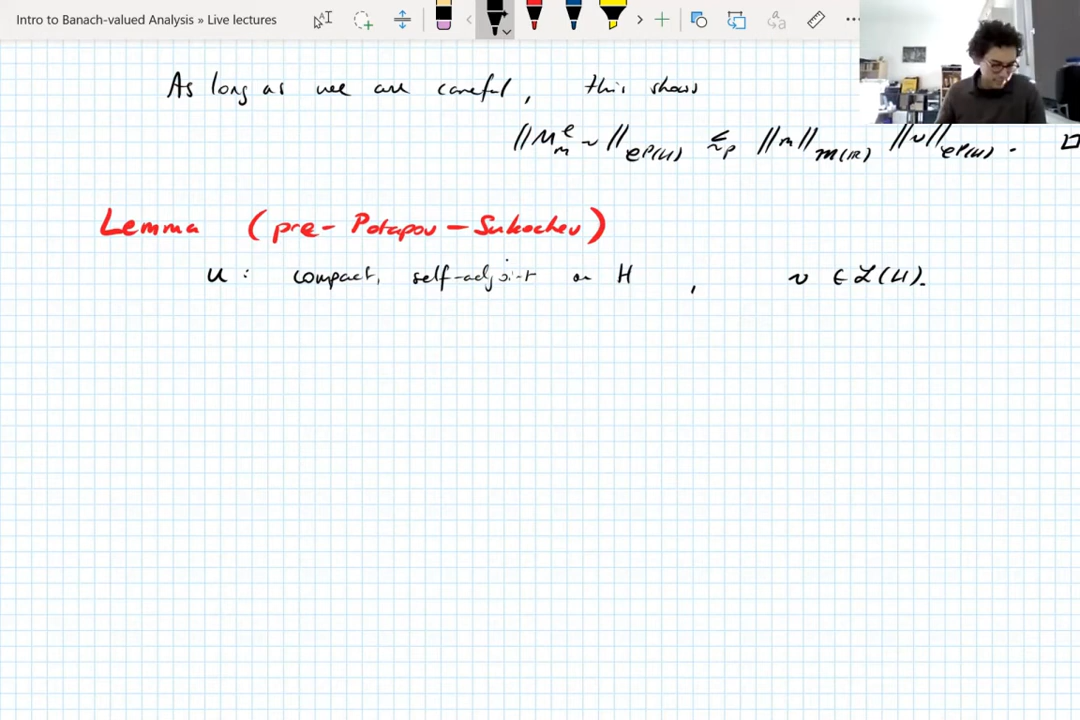 Intro to Banach-valued Analysis » Live lectures
As long as we are careful, this shows
‖M_m^e v‖_{𝒞^p(H)} ≲_p ‖m‖_{𝓜(ℝ)} ‖v‖_{𝒞^p(H)}. □
Lemma (pre-Potapov-Sukochev)
u: compact, self-adjoint on H, v ∈ 𝓛(H).